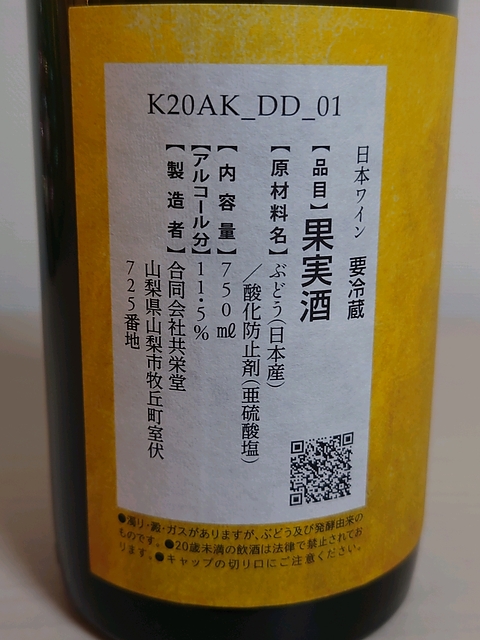 K20AK_DD_01
日本ワイン 要冷蔵
【品目】果実酒
【原材料名】ぶどう(日本産)
／酸化防止剤(亜硫酸塩)
【内容量】750㎖
【アルコール分】11.5%
【製造者】合同会社共栄堂
山梨県山梨市牧丘町室伏
725番地
●濁り・澱・ガスがありますが、ぶどう及び発酵由来の
ものです。●20歳未満の飲酒は法律で禁止されてお
ります。●キャップの切り口にご注意ください。